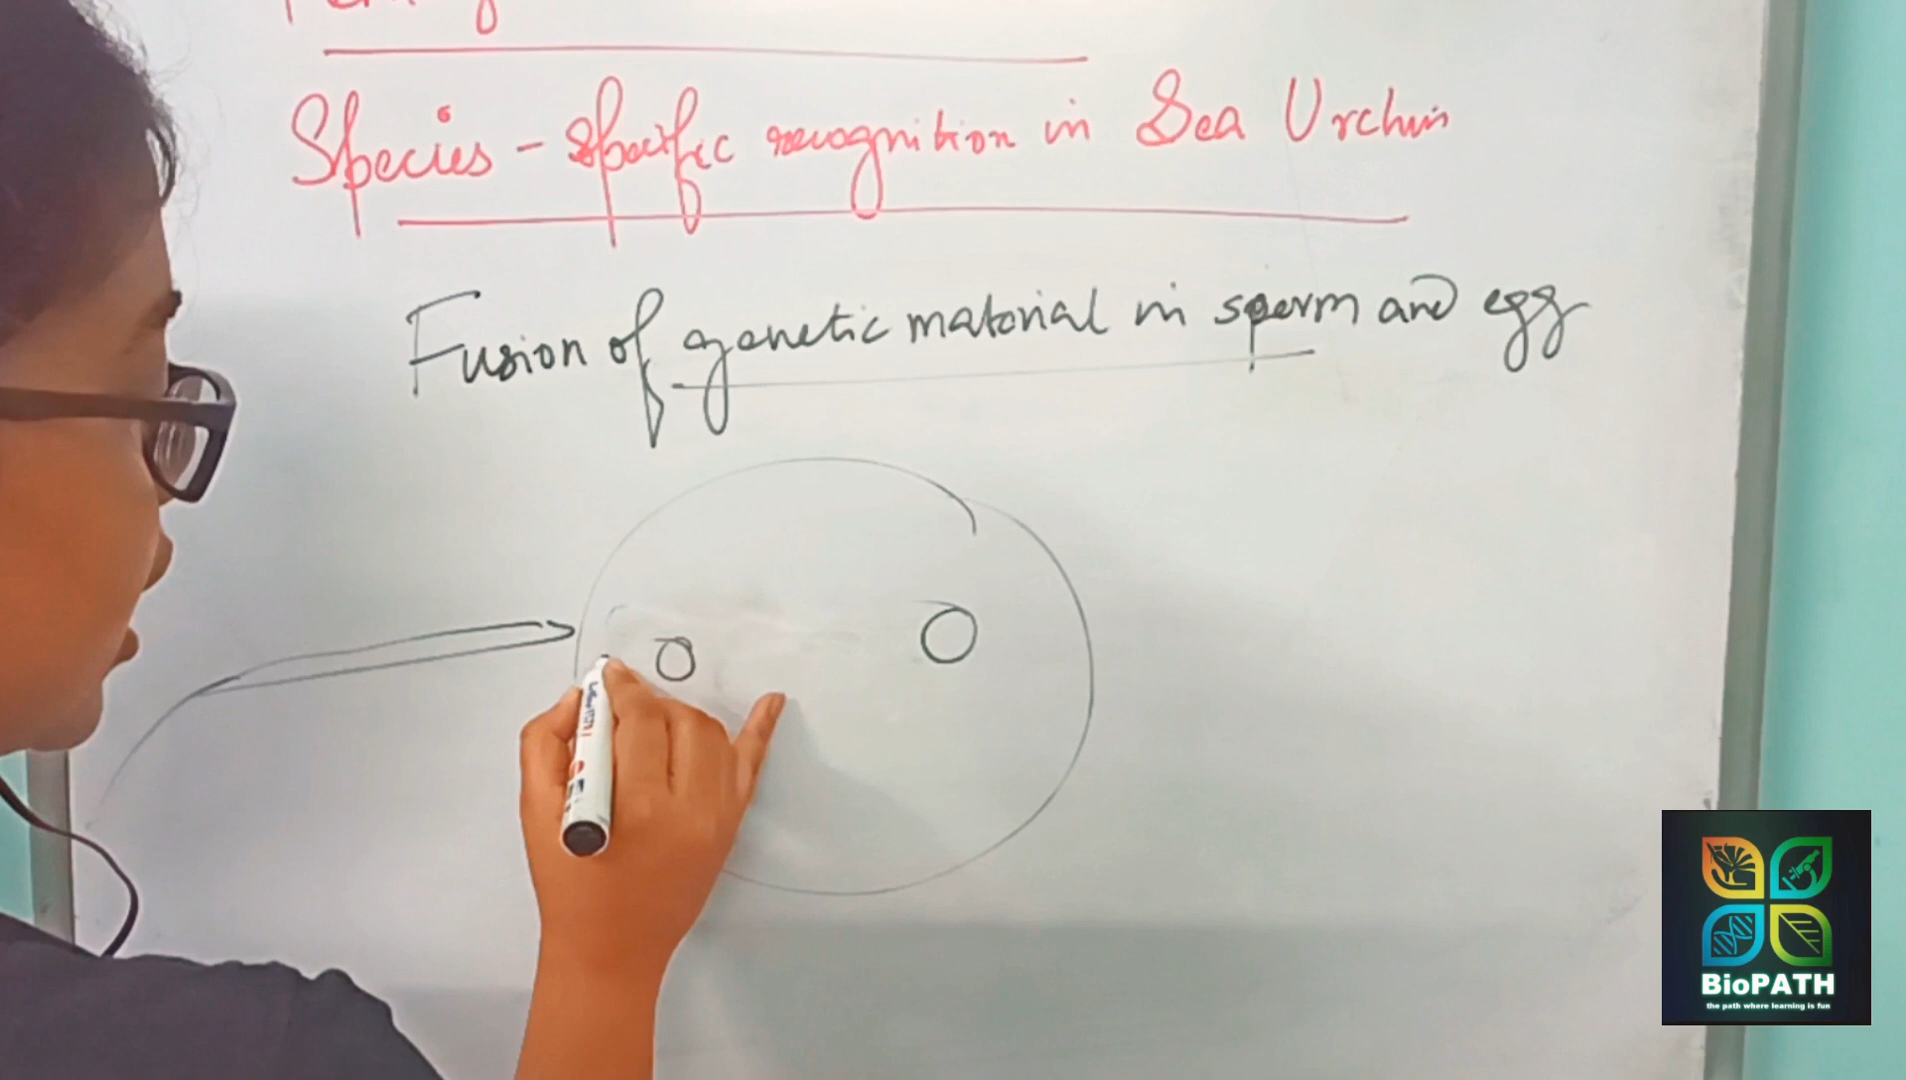 Species - specific recognition in Sea Urchin
Fusion of genetic material in sperm and egg
BioPATH
the path where learning is fun